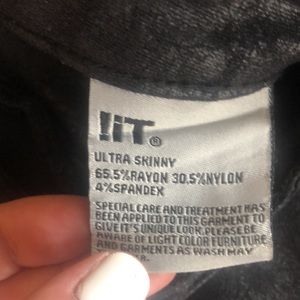 !iT®
ULTRA SKINNY
65.5%RAYON 30.5%NYLON
4%SPANDEX
SPECIAL CARE AND TREATMENT HAS
BEEN APPLIED TO THIS GARMENT TO
GIVE IT'S UNIQUE LOOK. PLEASE BE
AWARE OF LIGHT COLOR FURNITURE
AND GARMENTS AS WASH MAY